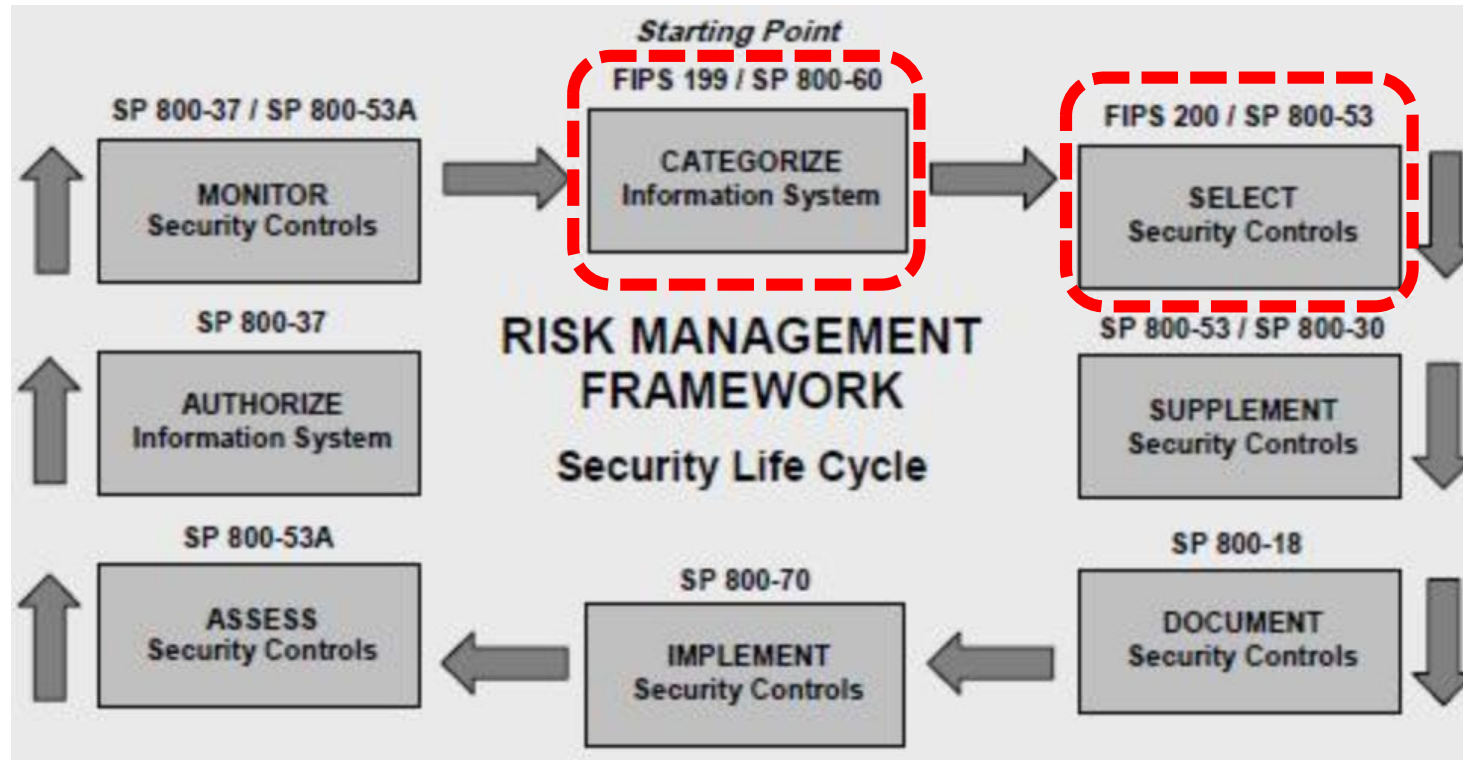 Starting Point
FIPS 199 / SP 800-60
CATEGORIZE
Information System
FIPS 200 / SP 800-53
SELECT
Security Controls
SP 800-53 / SP 800-30
SUPPLEMENT
Security Controls
SP 800-18
DOCUMENT
Security Controls
SP 800-70
IMPLEMENT
Security Controls
SP 800-53A
ASSESS
Security Controls
SP 800-37
AUTHORIZE
Information System
SP 800-37 / SP 800-53A
MONITOR
Security Controls
RISK MANAGEMENT
FRAMEWORK
Security Life Cycle